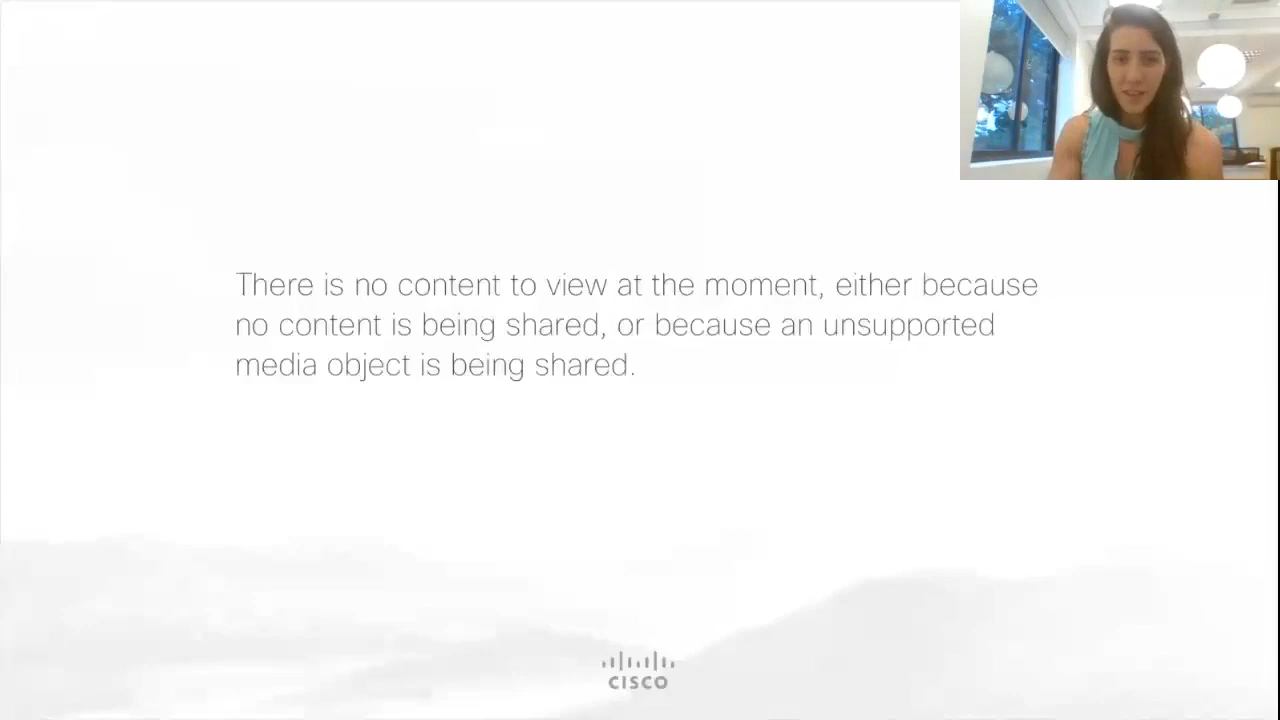 There is no content to view at the moment, either because
no content is being shared, or because an unsupported
media object is being shared.
CISCO